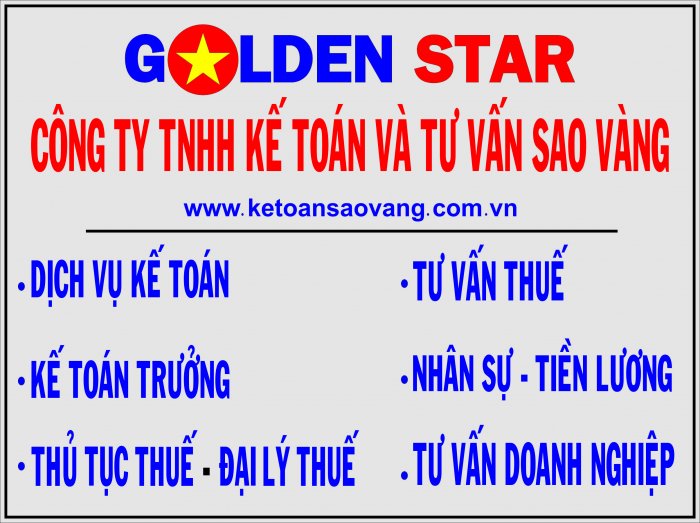 GOLDEN STAR
CÔNG TY TNHH KẾ TOÁN VÀ TƯ VẤN SAO VÀNG
www.ketoansaovang.com.vn
• DỊCH VỤ KẾ TOÁN
• KẾ TOÁN TRƯỞNG
• THỦ TỤC THUẾ - ĐẠI LÝ THUẾ
• TƯ VẤN THUẾ
• NHÂN SỰ - TIỀN LƯƠNG
• TƯ VẤN DOANH NGHIỆP